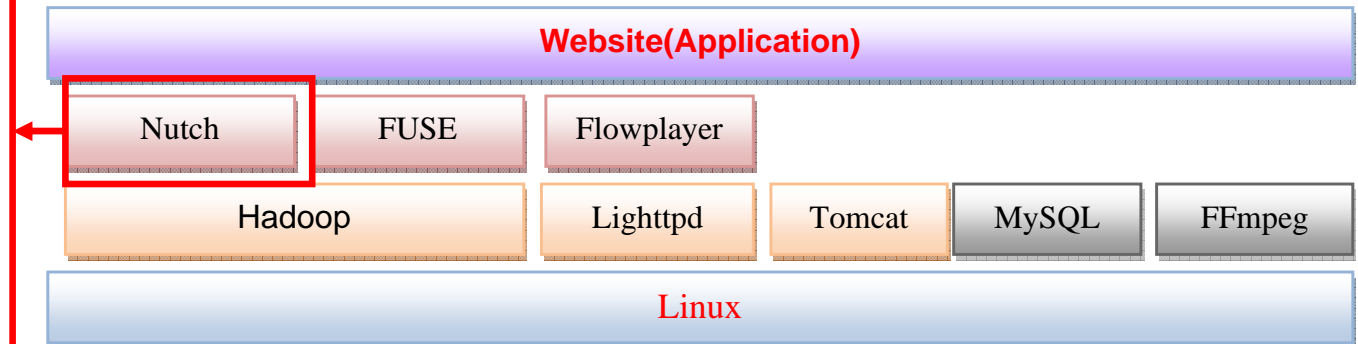 Website(Application)
Nutch FUSE Flowplayer
Hadoop Lighttpd Tomcat MySQL FFmpeg
Linux